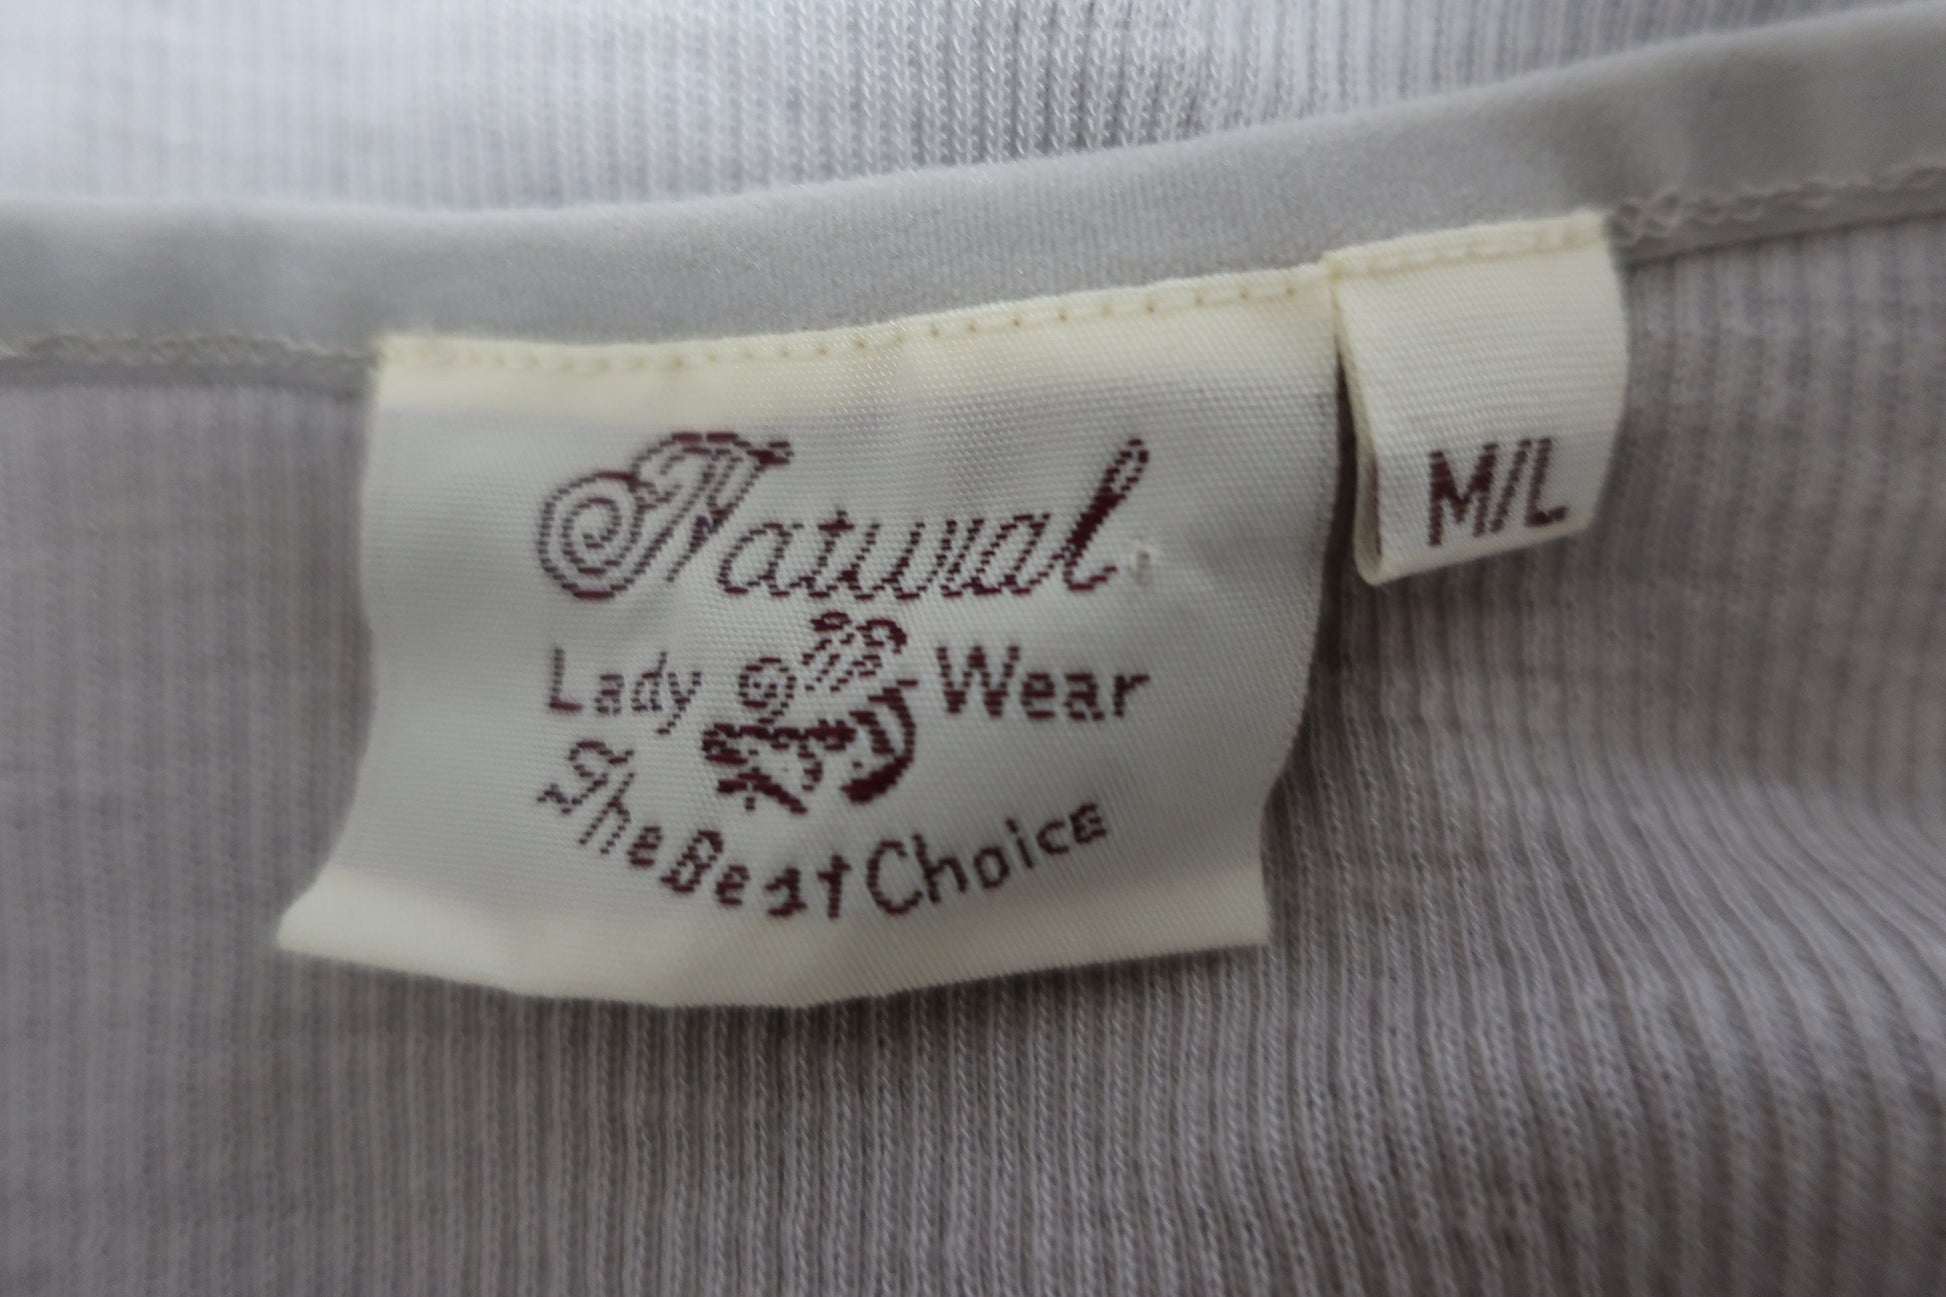 Natural
Lady Wear
The Best Choice
M/L